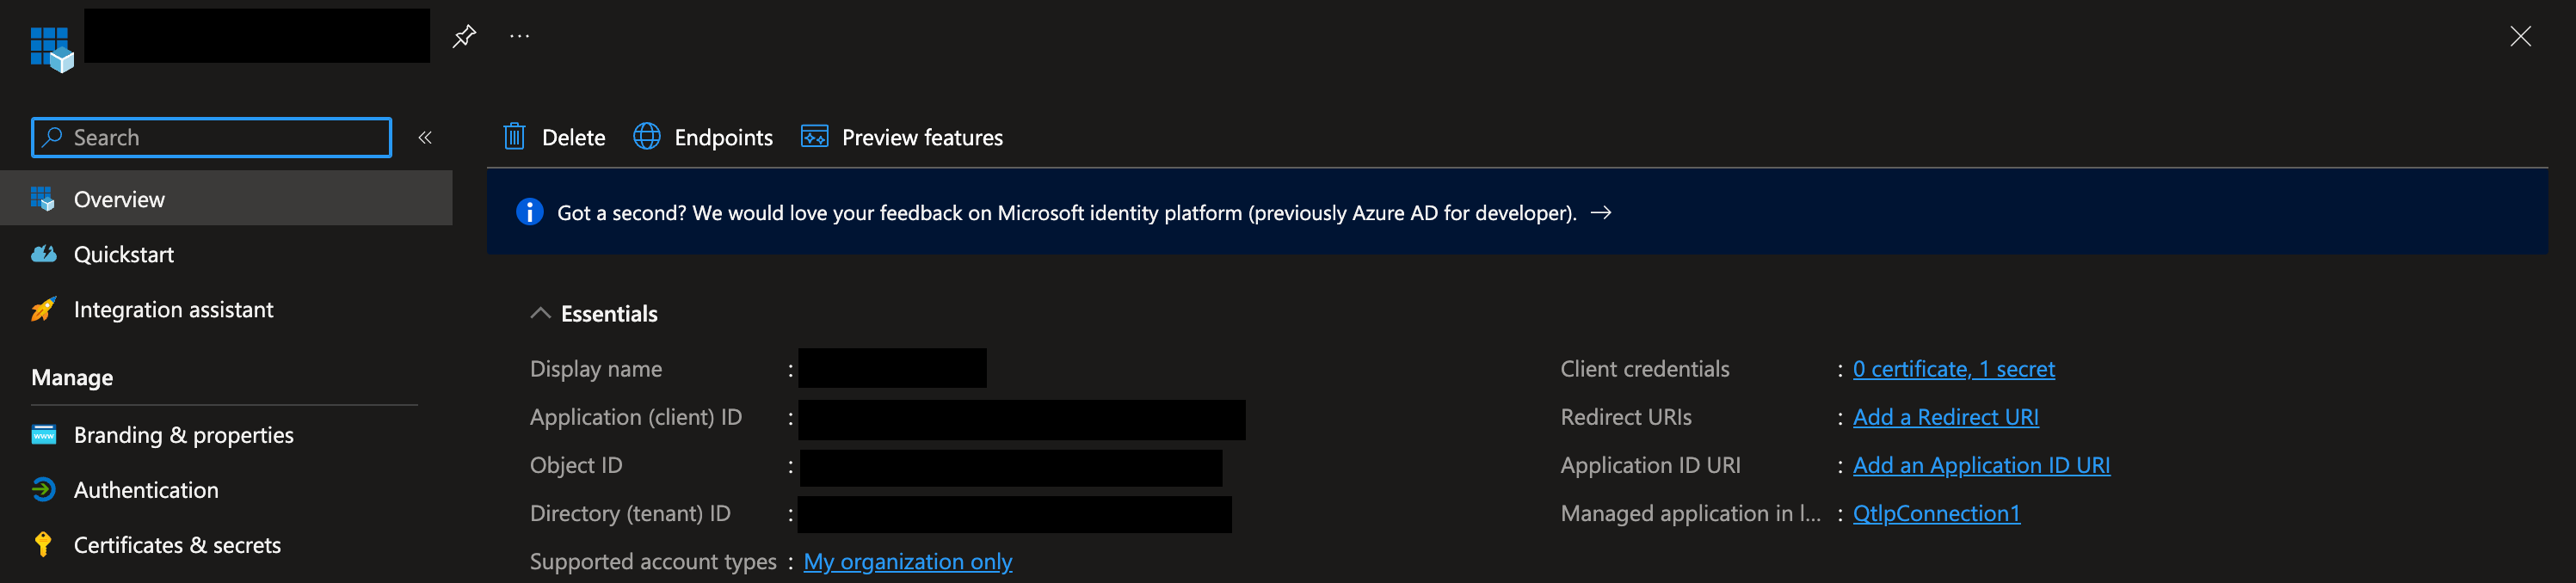 ...
Search
«
Overview
Quickstart
Integration assistant
Manage
Branding & properties
Authentication
Certificates & secrets
Delete Endpoints Preview features
Got a second? We would love your feedback on Microsoft identity platform (previously Azure AD for developer). →
Essentials
Display name :
Application (client) ID :
Object ID :
Directory (tenant) ID :
Supported account types : My organization only
Client credentials : 0 certificate, 1 secret
Redirect URIs : Add a Redirect URI
Application ID URI : Add an Application ID URI
Managed application in l... : QtlpConnection1